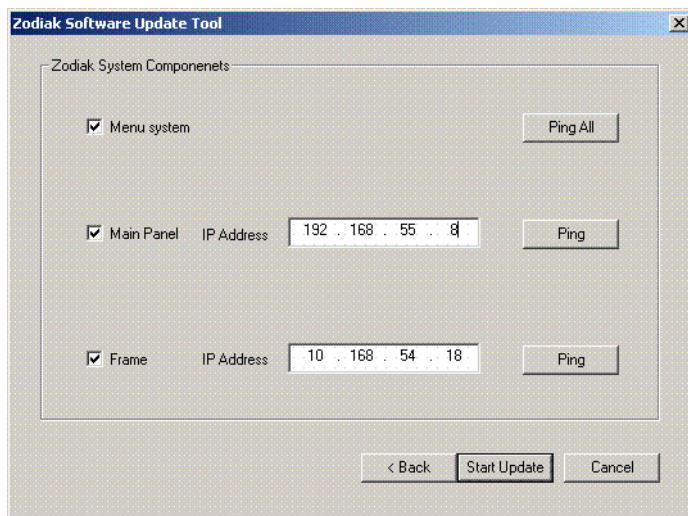 Zodiak Software Update Tool
Zodiak System Componenets
Menu system Ping All
Main Panel IP Address 192 . 168 . 55 . 8 Ping
Frame IP Address 10 . 168 . 54 . 18 Ping
< Back Start Update Cancel